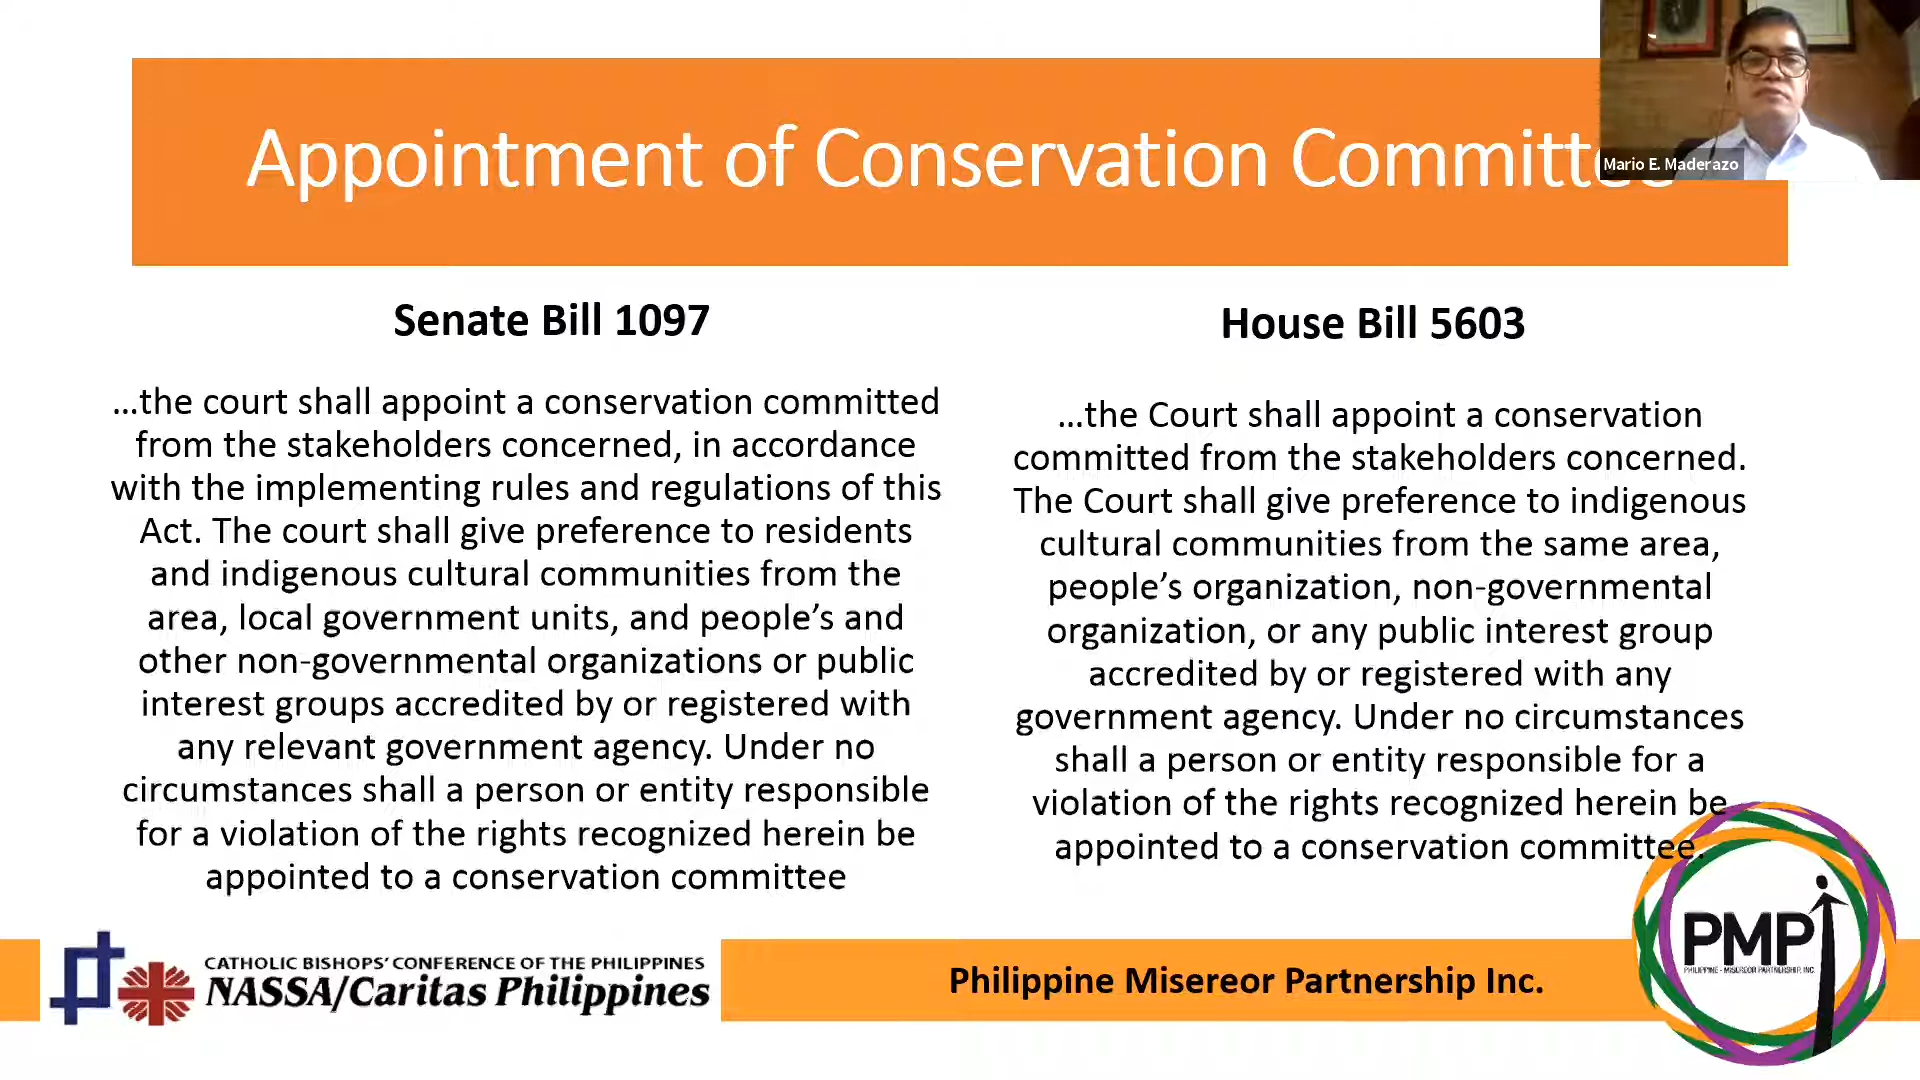 Appointment of Conservation Committee
Mario E. Maderazo
Senate Bill 1097
...the court shall appoint a conservation committed
from the stakeholders concerned, in accordance
with the implementing rules and regulations of this
Act. The court shall give preference to residents
and indigenous cultural communities from the
area, local government units, and people’s and
other non-governmental organizations or public
interest groups accredited by or registered with
any relevant government agency. Under no
circumstances shall a person or entity responsible
for a violation of the rights recognized herein be
appointed to a conservation committee
House Bill 5603
...the Court shall appoint a conservation
committed from the stakeholders concerned.
The Court shall give preference to indigenous
cultural communities from the same area,
people’s organization, non-governmental
organization, or any public interest group
accredited by or registered with any
government agency. Under no circumstances
shall a person or entity responsible for a
violation of the rights recognized herein be
appointed to a conservation committee.
CATHOLIC BISHOPS’ CONFERENCE OF THE PHILIPPINES
NASSA/Caritas Philippines
Philippine Misereor Partnership Inc.
PMPI
PHILIPPINE - MISEREOR PARTNERSHIP, INC.